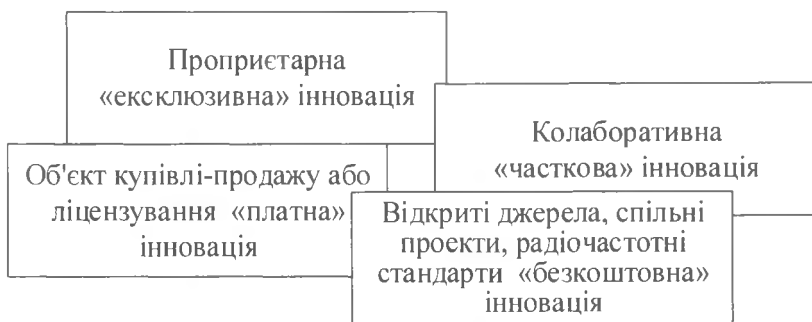 Проприєтарна
«ексклюзивна» інновація
Колаборативна
«часткова» інновація
Об'єкт купівлі-продажу або
ліцензування «платна»
інновація
Відкриті джерела, спільні
проекти, радіочастотні
стандарти «безкоштовна»
інновація